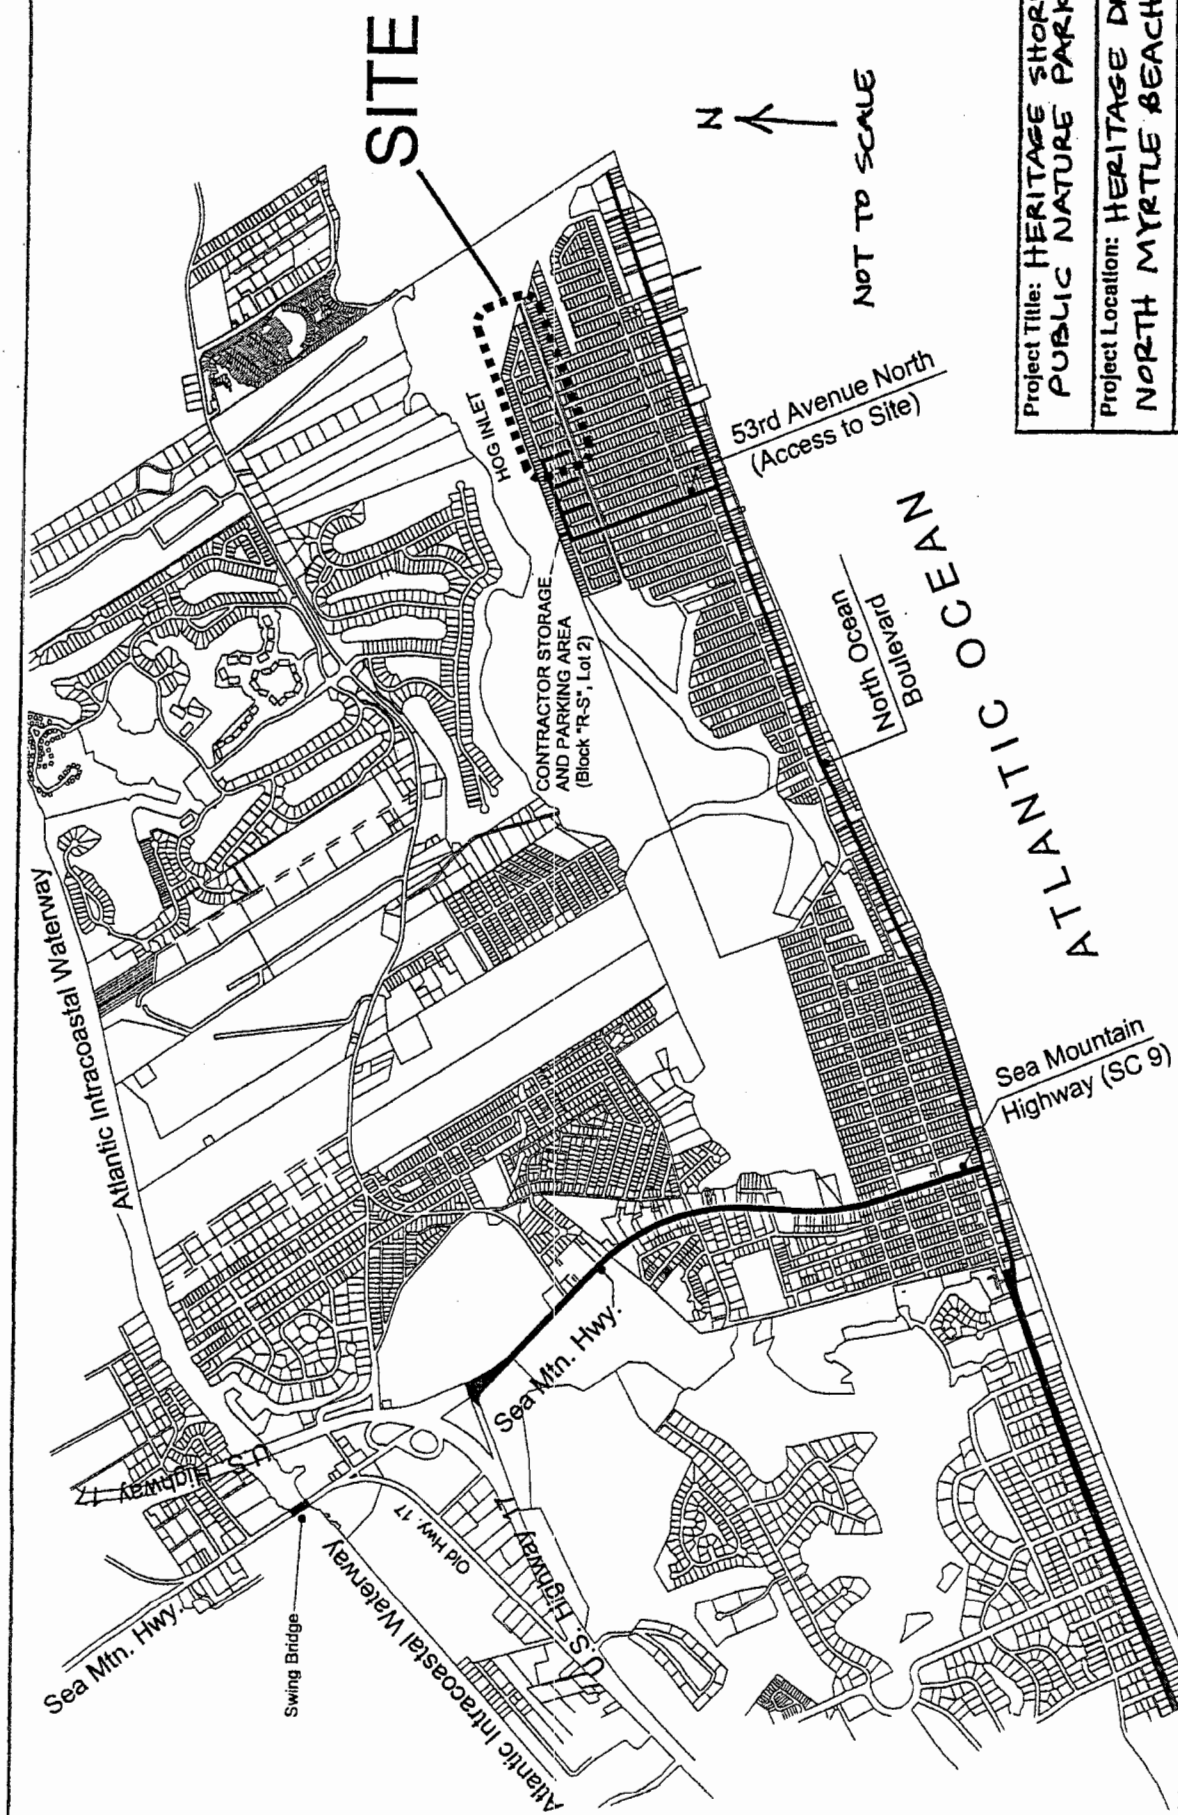 SITE
N
NOT TO SCALE
HOG INLET
53rd Avenue North
(Access to Site)
CONTRACTOR STORAGE
AND PARKING AREA
(Block "R-S", Lot 2)
North Ocean
Boulevard
ATLANTIC OCEAN
Atlantic Intracoastal Waterway
Sea Mountain
Highway (SC 9)
Sea Mtn. Hwy.
U.S. Highway 17
Sea Mtn. Hwy.
Swing Bridge
Old Hwy. 17
U.S. Highway 17
Atlantic Intracoastal Waterway
Project Title: HERITAGE
PUBLIC NATURE PARK
Project Location: HERITAGE
NORTH MYRTLE BEACH